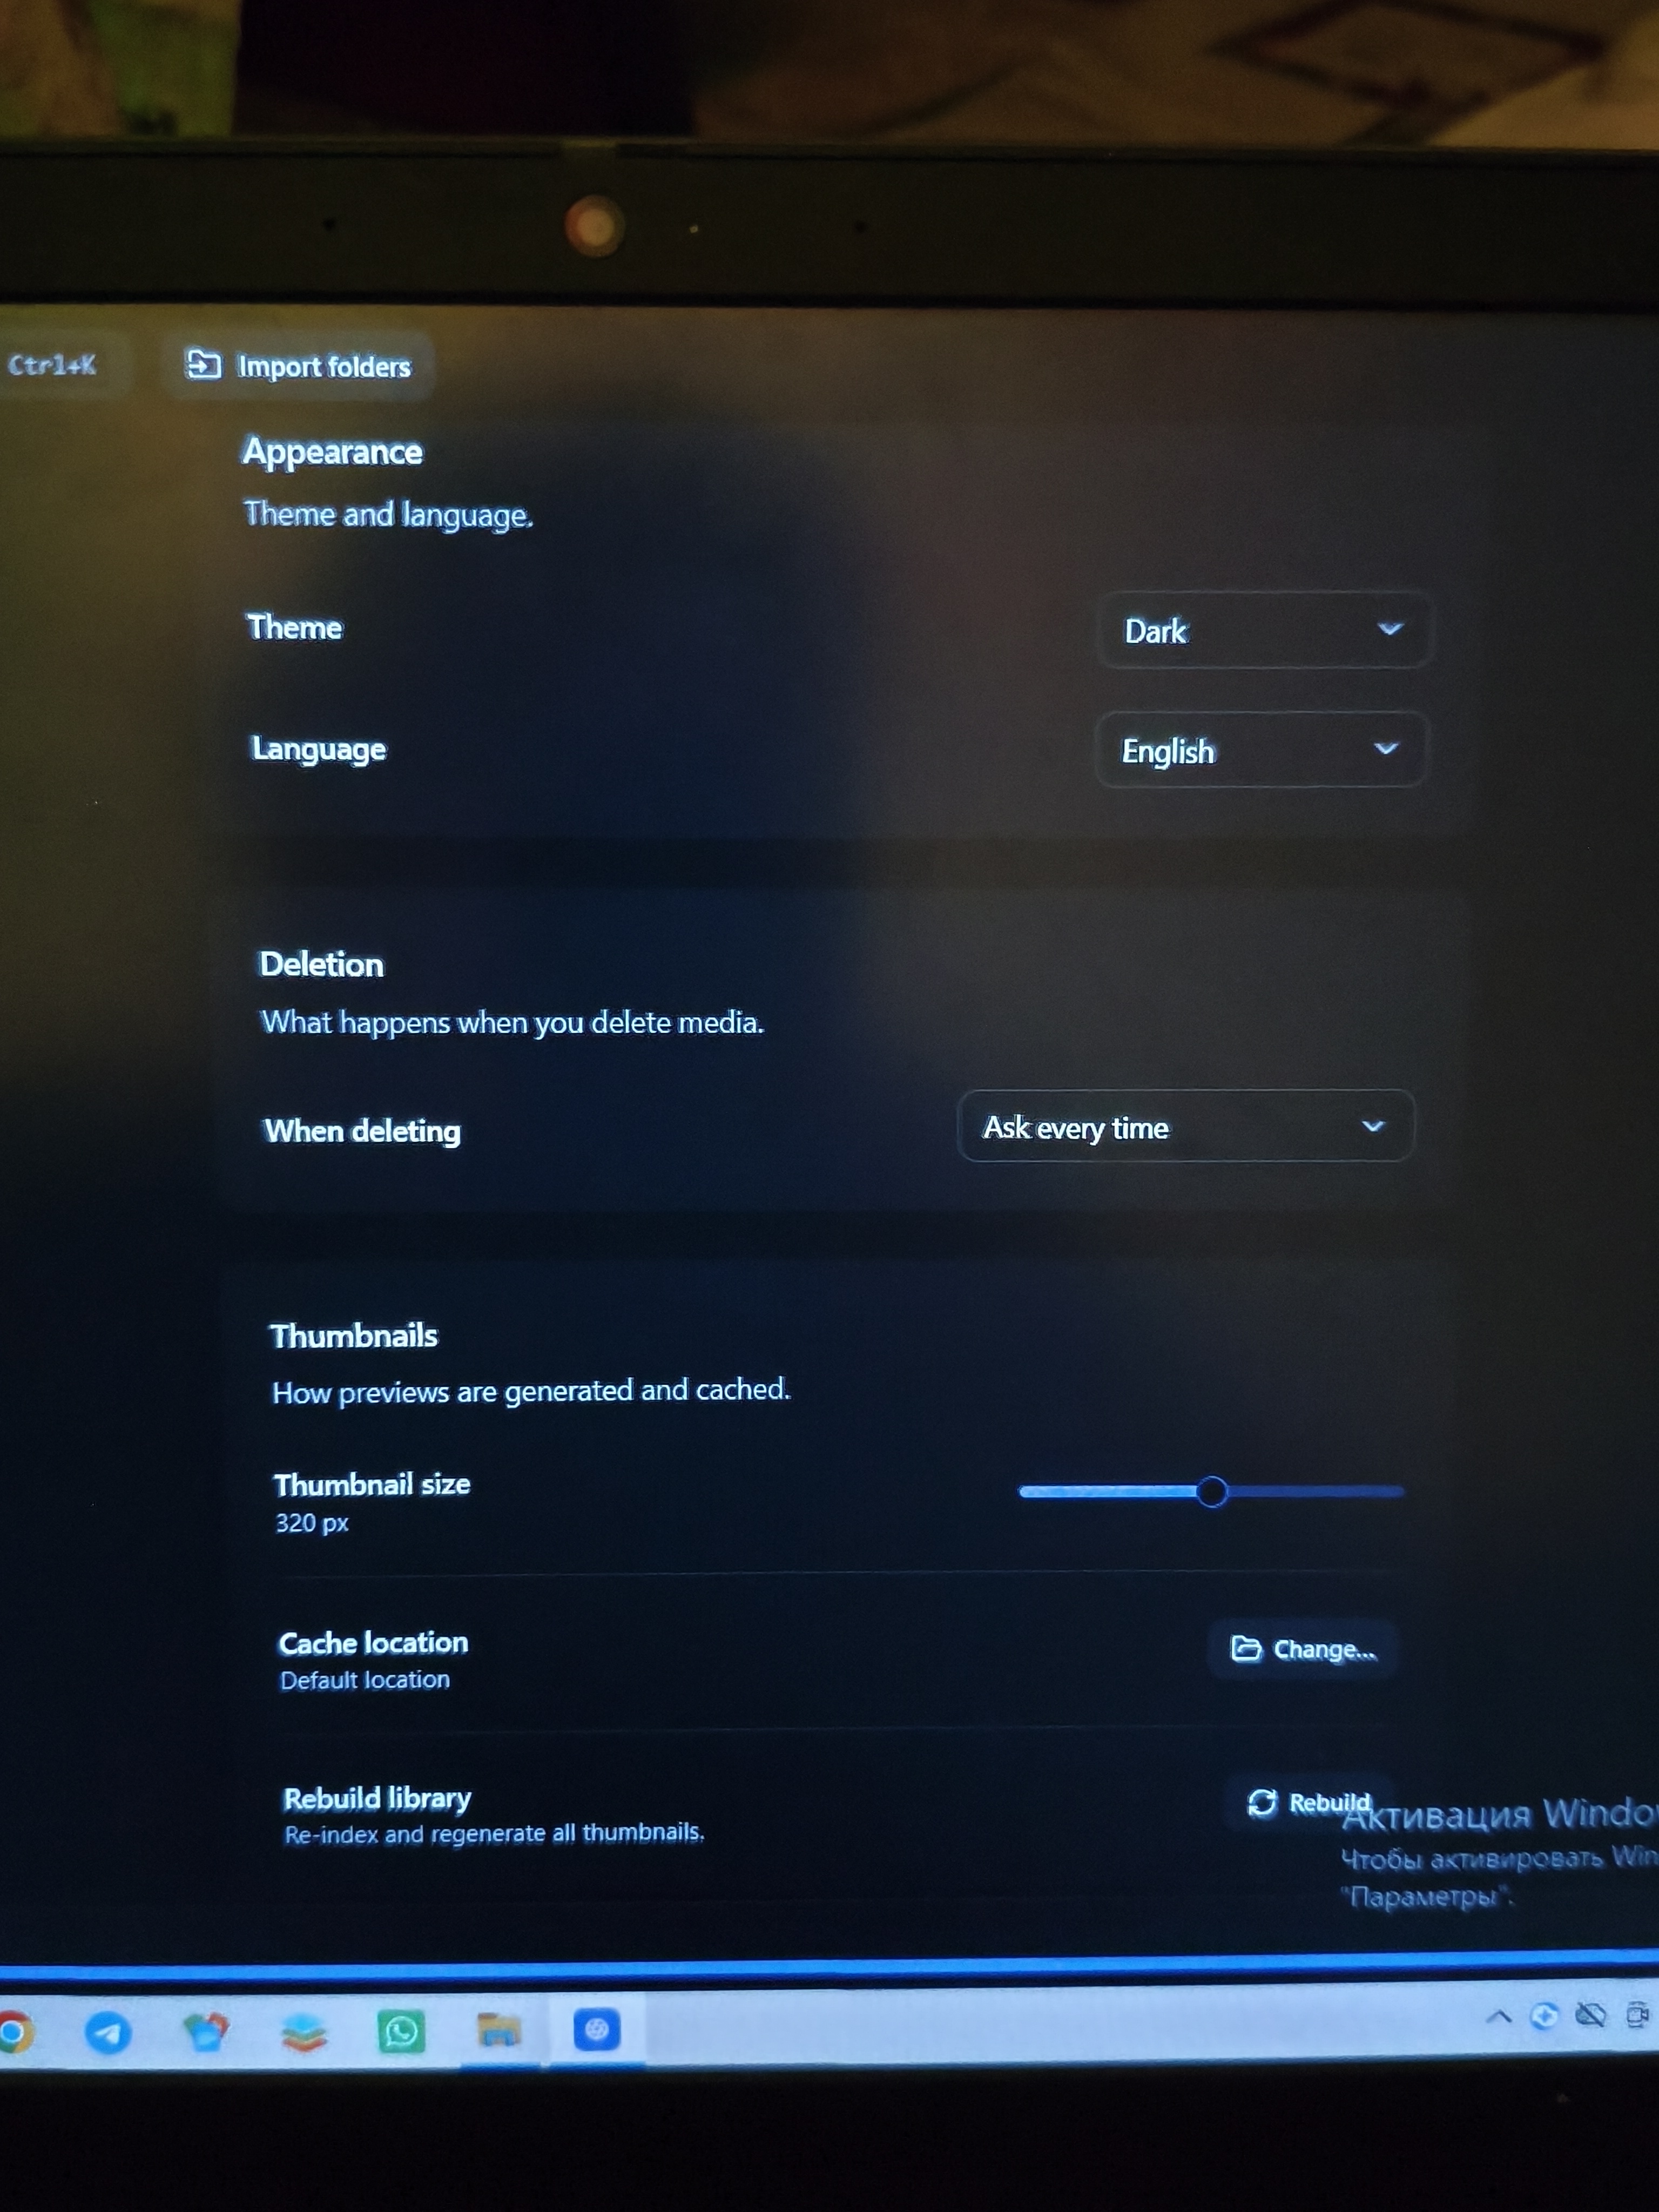 Ctrl+K
Import folders
Appearance
Theme and language.
Theme
Dark
Language
English
Deletion
What happens when you delete media.
When deleting
Ask every time
Thumbnails
How previews are generated and cached.
Thumbnail size
320 px
Cache location
Default location
Change...
Rebuild library
Re-index and regenerate all thumbnails.
Rebuild
Активация Windo
Чтобы активировать Win
"Параметры".